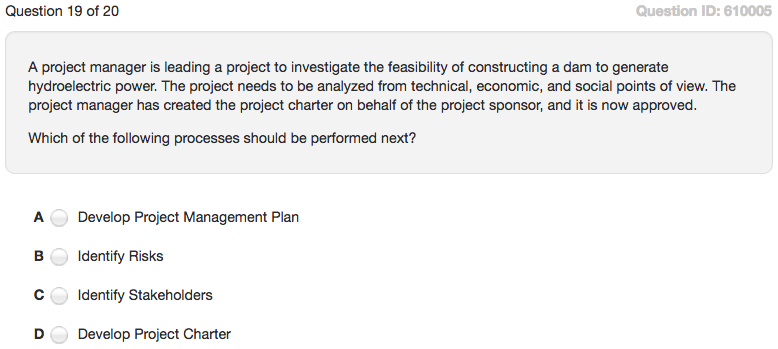 Question 19 of 20
Question ID: 610005
A project manager is leading a project to investigate the feasibility of constructing a dam to generate
hydroelectric power. The project needs to be analyzed from technical, economic, and social points of view. The
project manager has created the project charter on behalf of the project sponsor, and it is now approved.
Which of the following processes should be performed next?
A Develop Project Management Plan
B Identify Risks
C Identify Stakeholders
D Develop Project Charter